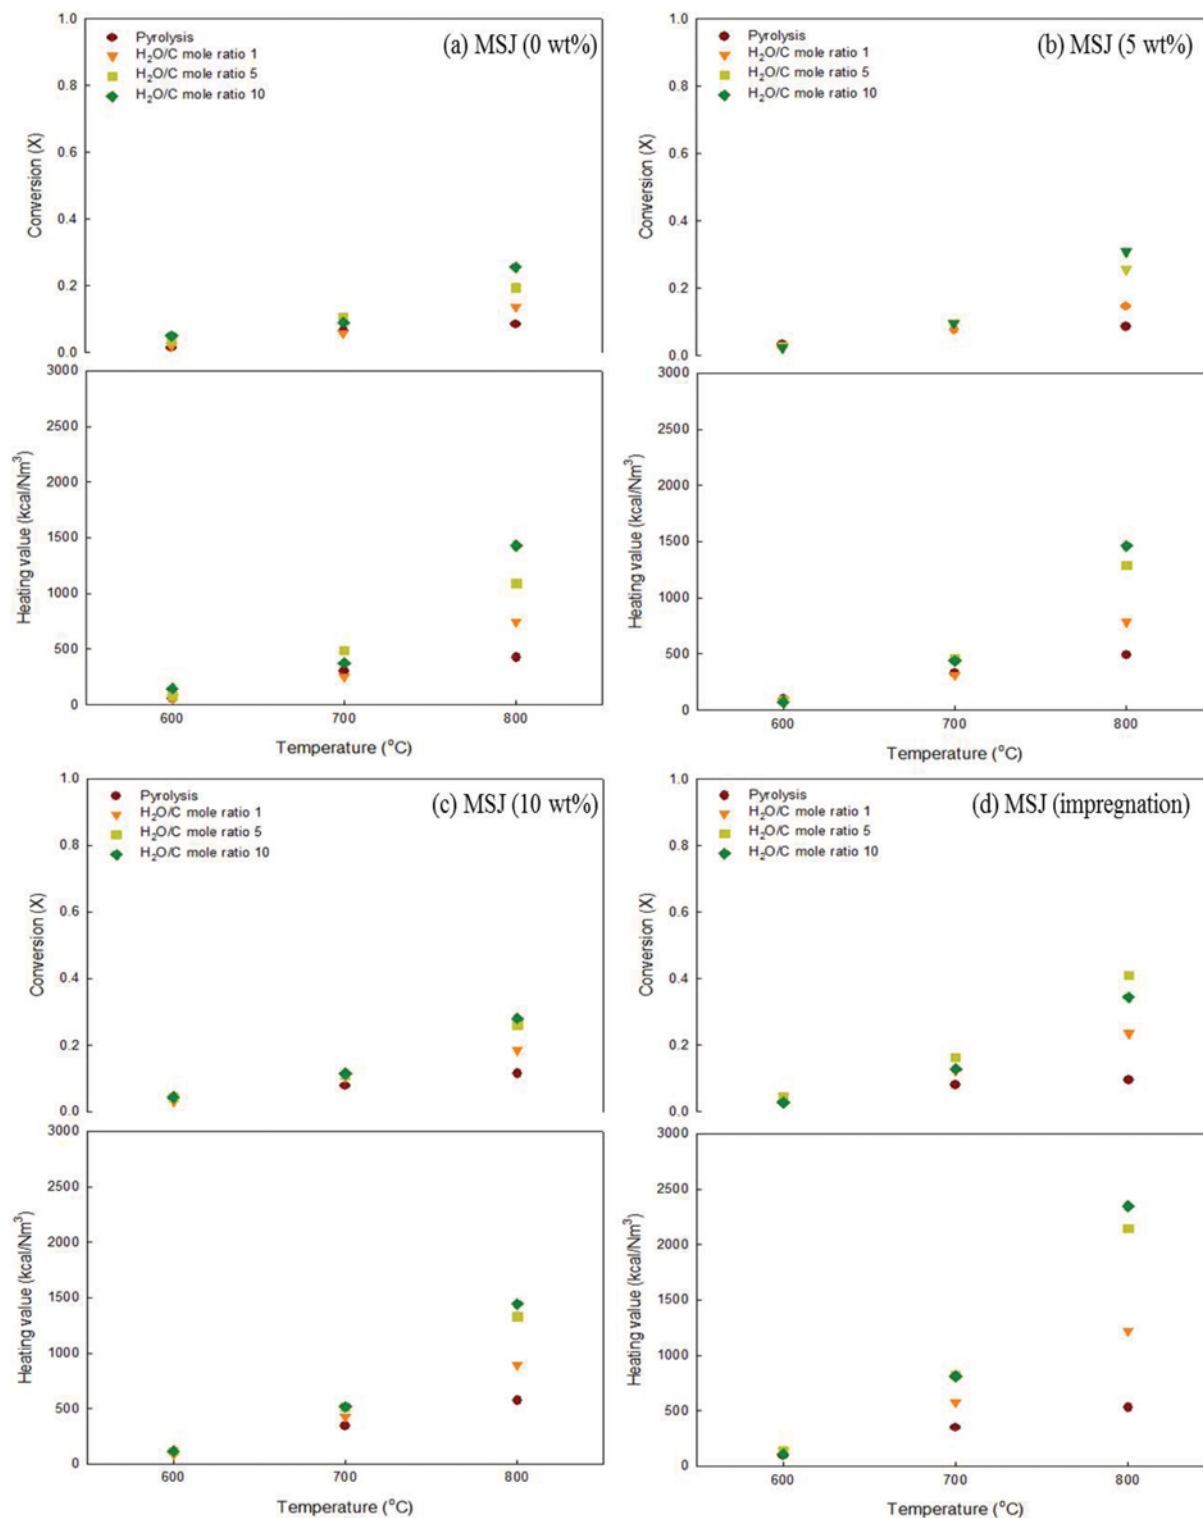 (a) MSJ (0 wt%)
Pyrolysis
H₂O/C mole ratio 1
H₂O/C mole ratio 5
H₂O/C mole ratio 10
1.0
0.8
0.6
0.4
0.2
0.0
Conversion (X)
3000
2500
2000
1500
1000
500
0
Heating value (kcal/Nm³)
600
700
800
Temperature (°C)
(b) MSJ (5 wt%)
Pyrolysis
H₂O/C mole ratio 1
H₂O/C mole ratio 5
H₂O/C mole ratio 10
1.0
0.8
0.6
0.4
0.2
0.0
Conversion (X)
3000
2500
2000
1500
1000
500
0
Heating value (kcal/Nm³)
600
700
800
Temperature (°C)
(c) MSJ (10 wt%)
Pyrolysis
H₂O/C mole ratio 1
H₂O/C mole ratio 5
H₂O/C mole ratio 10
1.0
0.8
0.6
0.4
0.2
0.0
Conversion (X)
3000
2500
2000
1500
1000
500
0
Heating value (kcal/Nm³)
600
700
800
Temperature (°C)
(d) MSJ (impregnation)
Pyrolysis
H₂O/C mole ratio 1
H₂O/C mole ratio 5
H₂O/C mole ratio 10
1.0
0.8
0.6
0.4
0.2
0.0
Conversion (X)
3000
2500
2000
1500
1000
500
0
Heating value (kcal/Nm³)
600
700
800
Temperature (°C)